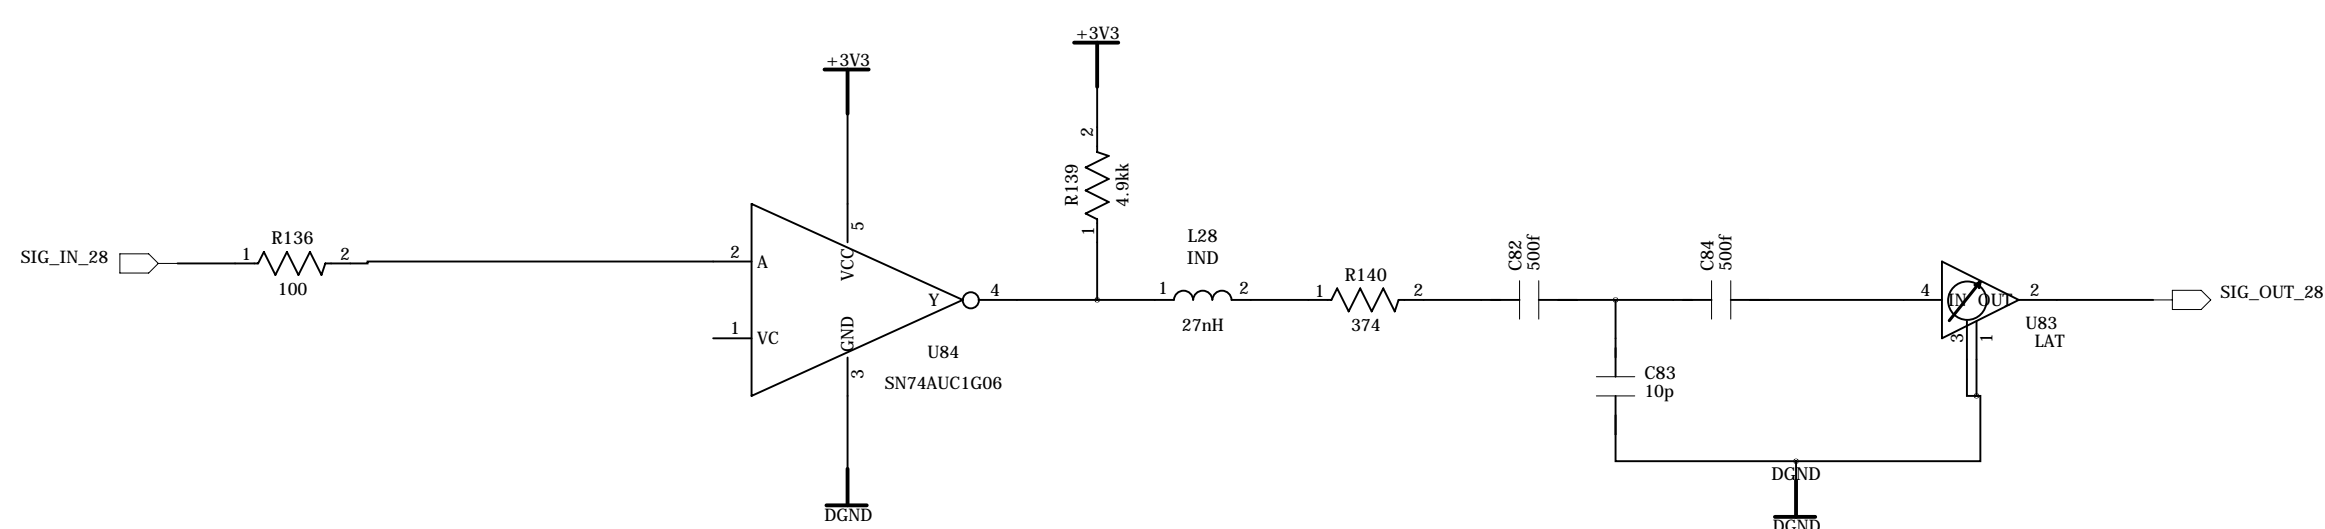 +3V3
+3V3
2
R139
4.9kk
1
SIG_IN_28
1
R136
2
100
2
A
5
VCC
Y
4
1
VC
GND
3
U84
SN74AUC1G06
DGND
L28
IND
1
2
27nH
1
R140
2
374
C82
500f
C84
500f
C83
10p
4
IN
OUT
2
U83
LAT
3
1
SIG_OUT_28
DGND
DGND